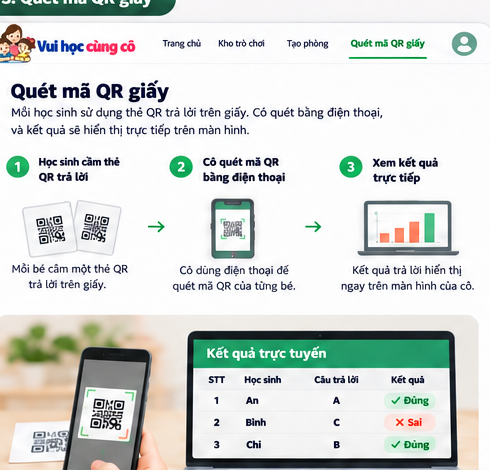 3. Quét mã QR giấy
Vui học cùng cô
Trang chủ
Kho trò chơi
Tạo phòng
Quét mã QR giấy
Quét mã QR giấy
Mỗi học sinh sử dụng thẻ QR trả lời trên giấy. Có quét bằng điện thoại,
và kết quả sẽ hiển thị trực tiếp trên màn hình.
1
Học sinh cầm thẻ
QR trả lời
2
Cô quét mã QR
bằng điện thoại
3
Xem kết quả
trực tiếp
Mỗi bé cầm một thẻ QR
trả lời trên giấy.
Cô dùng điện thoại để
quét mã QR của từng bé.
Kết quả trả lời hiển thị
ngay trên màn hình của cô.
Kết quả trực tuyến
STT Học sinh Câu trả lời Kết quả
1 An A Đúng
2 Bình C Sai
3 Chi B Đúng